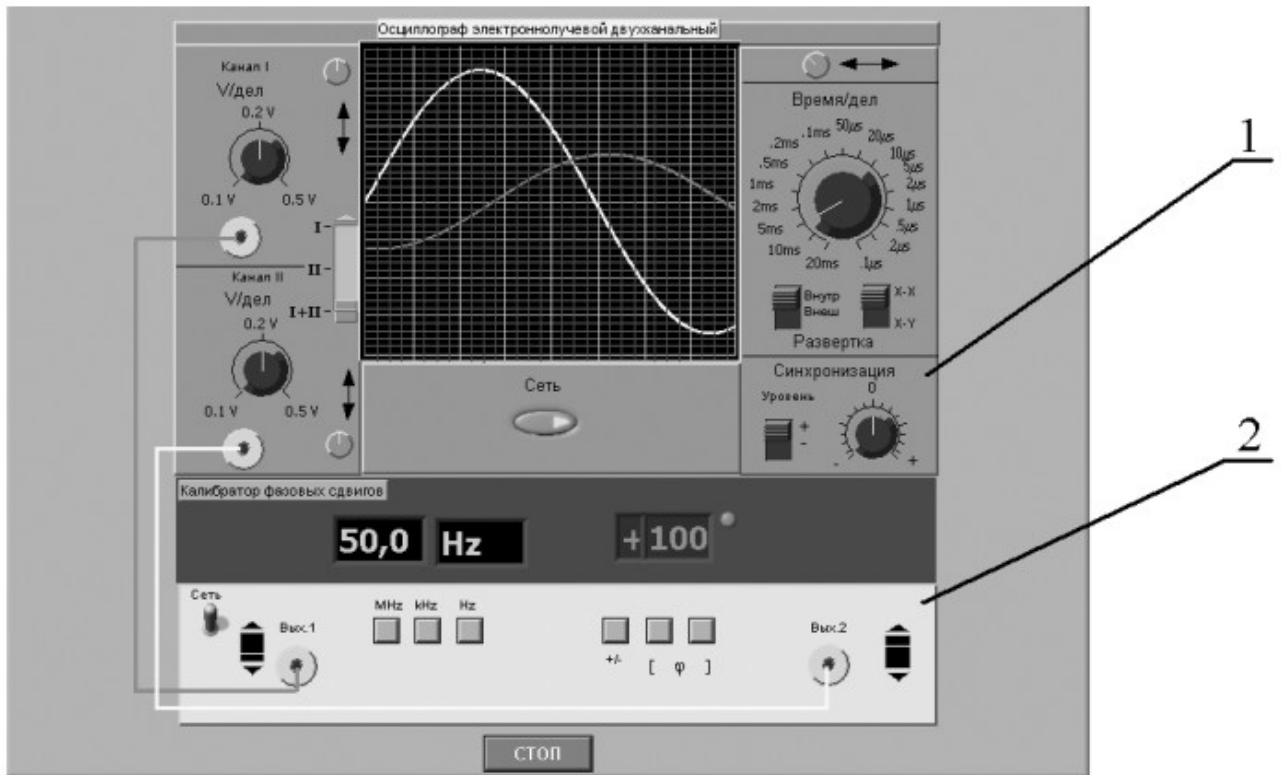 Осциллограф электроннолучевой двухканальный
Канал I
V/дел
0.2 V
0.1 V
0.5 V
I
II
I+II
Канал II
V/дел
0.2 V
0.1 V
0.5 V
Сеть
Время/дел
.2ms
.1ms
50µs
20µs
10µs
5µs
2µs
1µs
.5µs
.2µs
.1µs
20ms
10ms
5ms
2ms
1ms
.5ms
Внутр
Внеш
X-X
X-Y
Развертка
Синхронизация
Уровень
0
+
-
-
+
1
2
Калибратор фазовых сдвигов
50,0 Hz
+ 100
Сеть
Вых.1
MHz kHz Hz
+/-
[ φ ]
Вых.2
СТОП